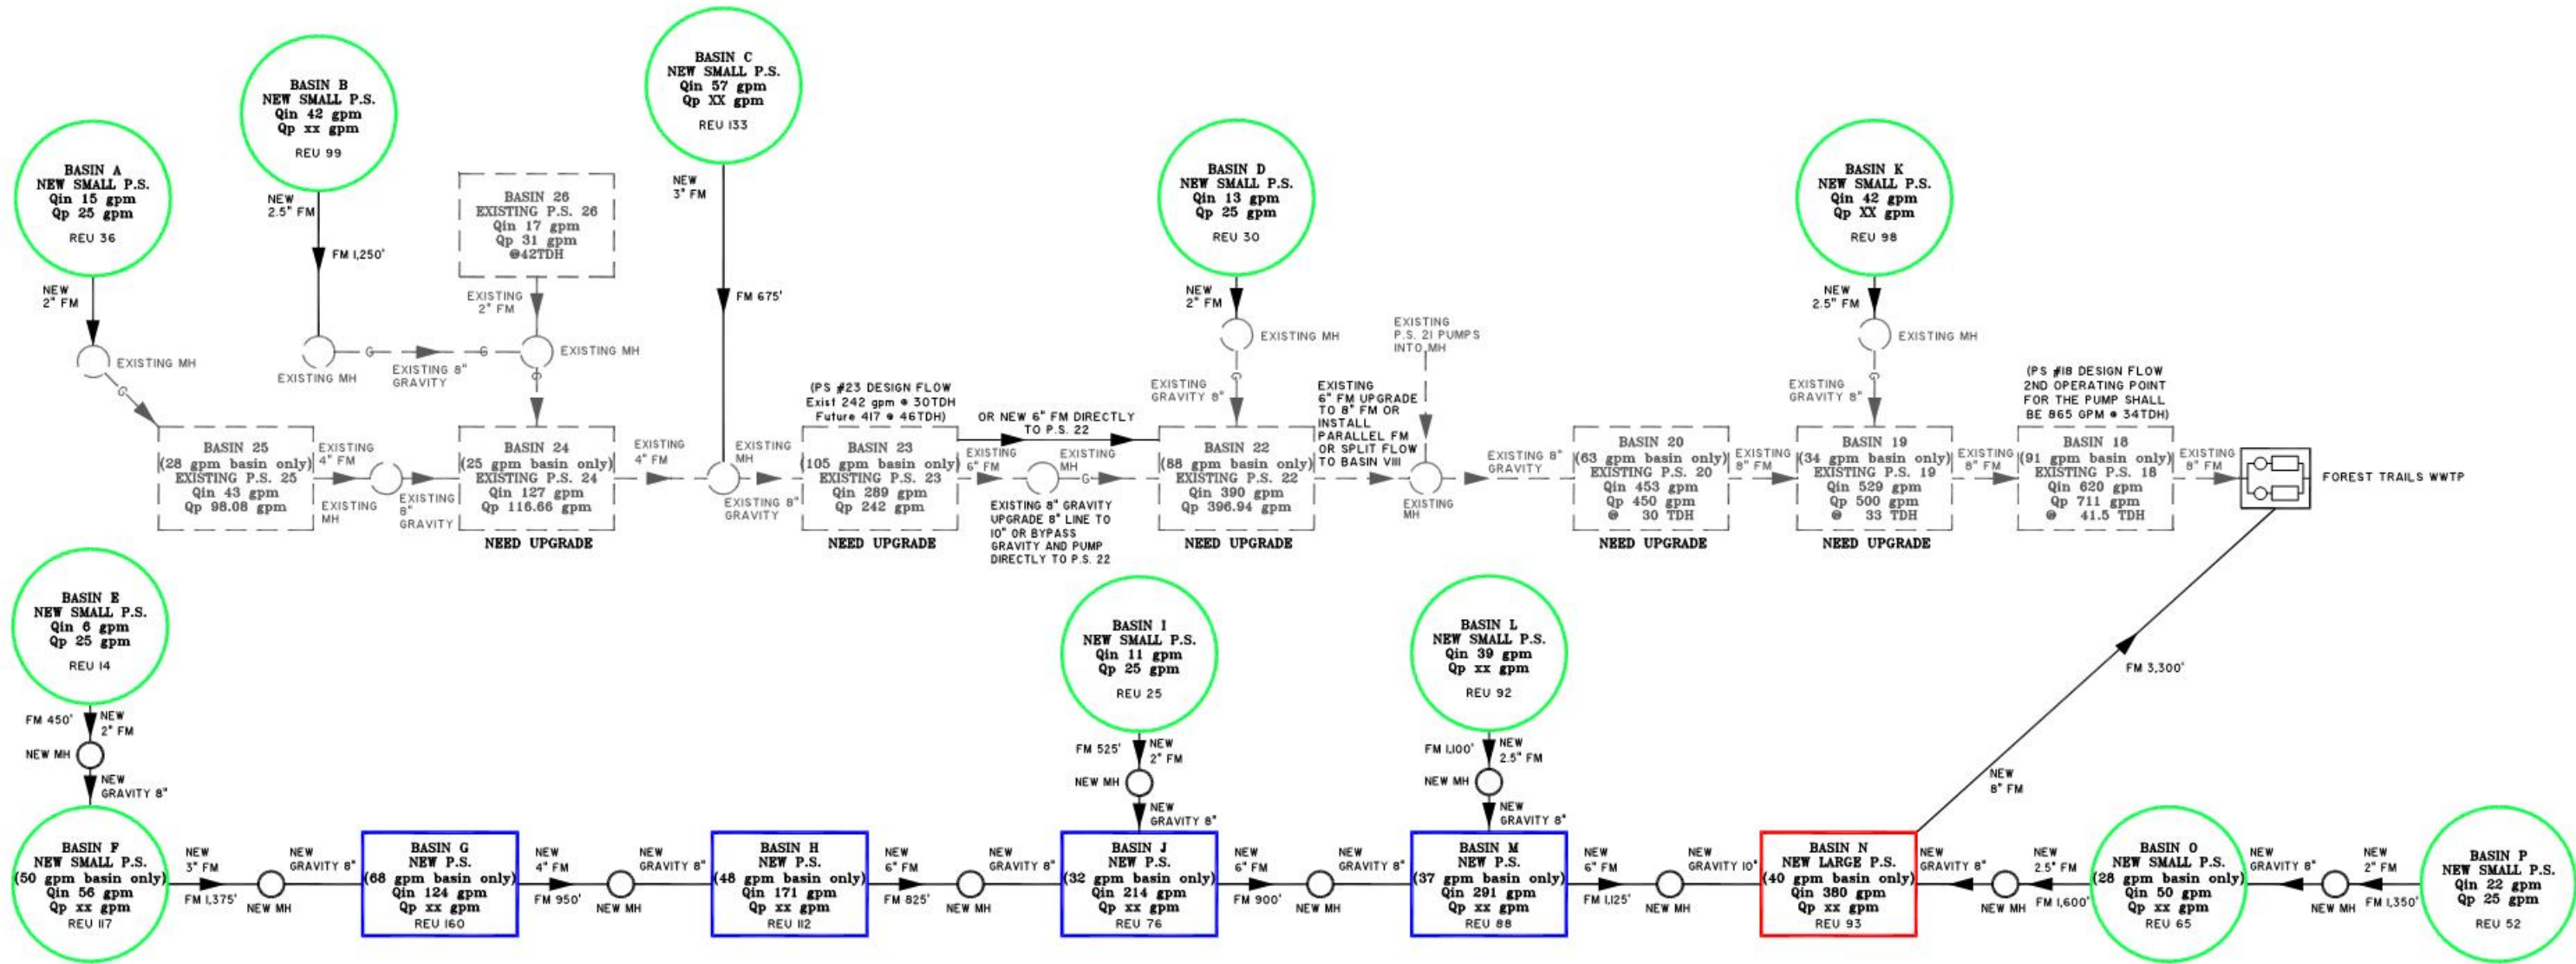 BASIN A
NEW SMALL P.S.
Qin 15 gpm
Qp 25 gpm
REU 36
NEW
2" FM
EXISTING MH
G
BASIN B
NEW SMALL P.S.
Qin 42 gpm
Qp xx gpm
REU 99
NEW
2.5" FM
FM 1,250'
EXISTING MH
G
G
EXISTING 8"
GRAVITY
BASIN 26
EXISTING P.S. 26
Qin 17 gpm
Qp 31 gpm
@42TDH
EXISTING
2" FM
EXISTING MH
G
BASIN C
NEW SMALL P.S.
Qin 57 gpm
Qp XX gpm
REU 133
NEW
3" FM
FM 675'
BASIN D
NEW SMALL P.S.
Qin 13 gpm
Qp 25 gpm
REU 30
NEW
2" FM
EXISTING MH
G
EXISTING
GRAVITY 8"
EXISTING
P.S. 21 PUMPS
INTO MH
BASIN K
NEW SMALL P.S.
Qin 42 gpm
Qp XX gpm
REU 98
NEW
2.5" FM
EXISTING MH
G
EXISTING
GRAVITY 8"
BASIN 25
(28 gpm basin only)
EXISTING P.S. 25
Qin 43 gpm
Qp 98.08 gpm
EXISTING
4" FM
EXISTING
MH
EXISTING
8"
GRAVITY
BASIN 24
(25 gpm basin only)
EXISTING P.S. 24
Qin 127 gpm
Qp 116.66 gpm
NEED UPGRADE
EXISTING
4" FM
EXISTING
MH
EXISTING 8"
GRAVITY
(PS #23 DESIGN FLOW
Exist 242 gpm @ 30TDH
Future 417 @ 46TDH)
BASIN 23
(105 gpm basin only)
EXISTING P.S. 23
Qin 289 gpm
Qp 242 gpm
NEED UPGRADE
OR NEW 6" FM DIRECTLY
TO P.S. 22
EXISTING
6" FM
EXISTING
MH
G
EXISTING 8" GRAVITY
UPGRADE 8" LINE TO
10" OR BYPASS
GRAVITY AND PUMP
DIRECTLY TO P.S. 22
BASIN 22
(88 gpm basin only)
EXISTING P.S. 22
Qin 390 gpm
Qp 396.94 gpm
NEED UPGRADE
EXISTING
6" FM UPGRADE
TO 8" FM OR
INSTALL
PARALLEL FM
OR SPLIT FLOW
TO BASIN VIII
EXISTING
MH
EXISTING 8"
GRAVITY
BASIN 20
(63 gpm basin only)
EXISTING P.S. 20
Qin 453 gpm
Qp 450 gpm
@ 30 TDH
NEED UPGRADE
EXISTING
8" FM
BASIN 19
(34 gpm basin only)
EXISTING P.S. 19
Qin 529 gpm
Qp 500 gpm
@ 33 TDH
NEED UPGRADE
EXISTING
8" FM
(PS #18 DESIGN FLOW
2ND OPERATING POINT
FOR THE PUMP SHALL
BE 865 GPM @ 34TDH)
BASIN 18
(91 gpm basin only)
EXISTING P.S. 18
Qin 620 gpm
Qp 711 gpm
@ 41.5 TDH
EXISTING
8" FM
FOREST TRAILS WWTP
BASIN E
NEW SMALL P.S.
Qin 6 gpm
Qp 25 gpm
REU 14
FM 450'
NEW
2" FM
NEW MH
NEW
GRAVITY 8"
BASIN I
NEW SMALL P.S.
Qin 11 gpm
Qp 25 gpm
REU 25
FM 525'
NEW
2" FM
NEW MH
NEW
GRAVITY 8"
BASIN L
NEW SMALL P.S.
Qin 39 gpm
Qp xx gpm
REU 92
FM 1,100'
NEW
2.5" FM
NEW MH
NEW
GRAVITY 8"
FM 3,300'
NEW
8" FM
BASIN F
NEW SMALL P.S.
(50 gpm basin only)
Qin 56 gpm
Qp xx gpm
REU 117
NEW
3" FM
FM 1,375'
NEW MH
NEW
GRAVITY 8"
BASIN G
NEW P.S.
(68 gpm basin only)
Qin 124 gpm
Qp xx gpm
REU 160
NEW
4" FM
FM 950'
NEW MH
NEW
GRAVITY 8"
BASIN H
NEW P.S.
(48 gpm basin only)
Qin 171 gpm
Qp xx gpm
REU 112
NEW
6" FM
FM 825'
NEW MH
NEW
GRAVITY 8"
BASIN J
NEW P.S.
(32 gpm basin only)
Qin 214 gpm
Qp xx gpm
REU 76
NEW
6" FM
FM 900'
NEW MH
NEW
GRAVITY 8"
BASIN M
NEW P.S.
(37 gpm basin only)
Qin 291 gpm
Qp xx gpm
REU 88
NEW
6" FM
FM 1,125'
NEW MH
NEW
GRAVITY 10"
BASIN N
NEW LARGE P.S.
(40 gpm basin only)
Qin 380 gpm
Qp xx gpm
REU 93
NEW
GRAVITY 8"
NEW MH
NEW
2.5" FM
FM 1,600'
BASIN O
NEW SMALL P.S.
(28 gpm basin only)
Qin 50 gpm
Qp xx gpm
REU 65
NEW
GRAVITY 8"
NEW MH
NEW
2" FM
FM 1,350'
BASIN P
NEW SMALL P.S.
Qin 22 gpm
Qp 25 gpm
REU 52